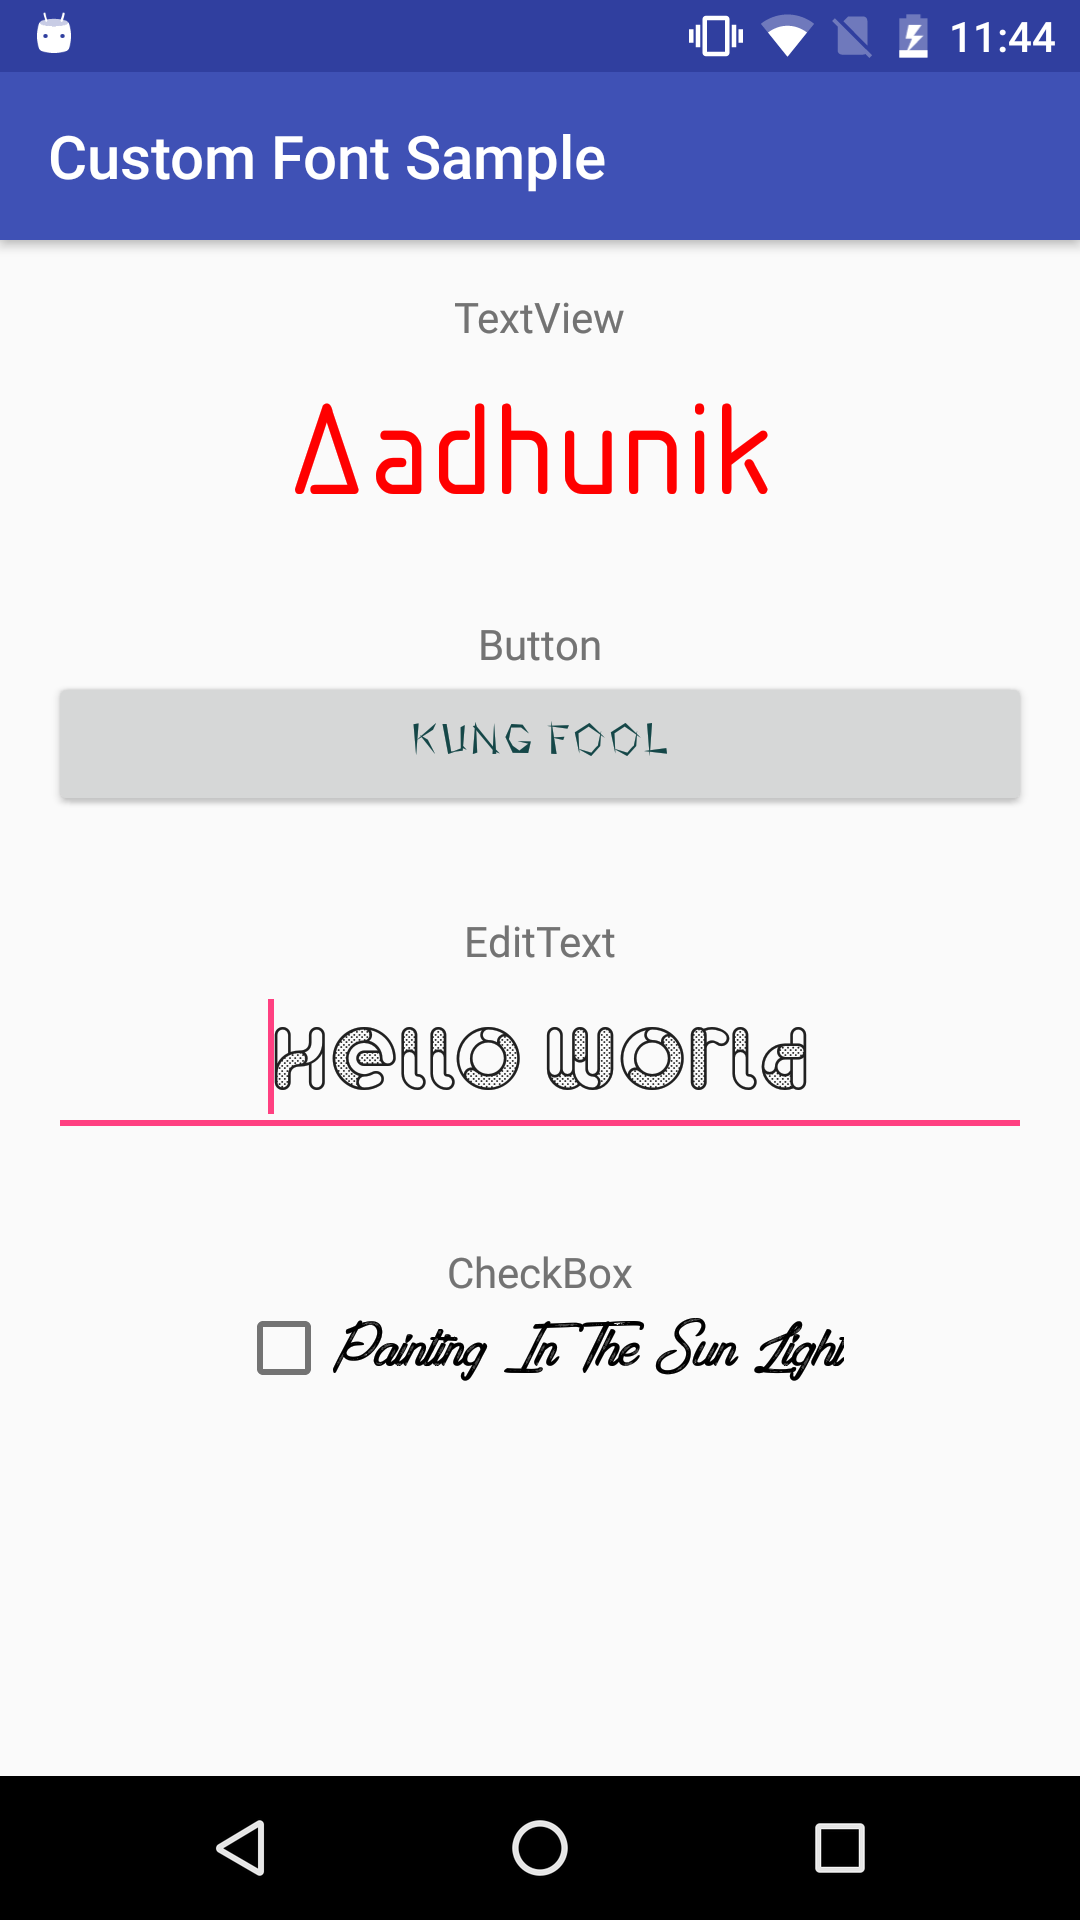 11:44
Custom Font Sample
TextView
Aadhunik
Button
KUNG FOOL
EditText
Hello World
CheckBox
Painting In The Sun Light